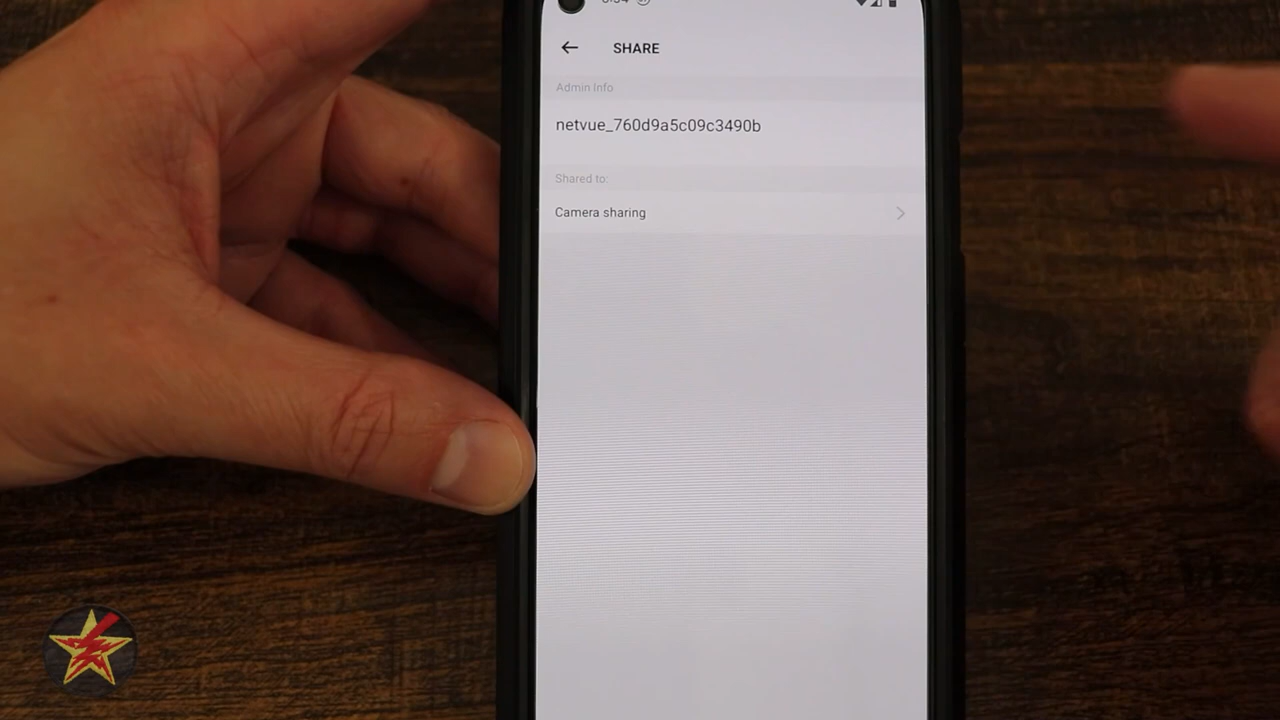 SHARE
Admin Info
netvue_760d9a5c09c3490b
Shared to:
Camera sharing